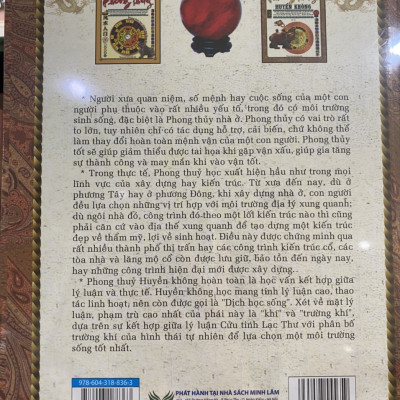 HUYỀN KHÔNG
* Người xưa quan niệm, số mệnh hay cuộc sống của một con
người phụ thuộc vào rất nhiều yếu tố, trong đó có môi trường
sinh sống, đặc biệt là Phong thủy nhà ở. Phong thủy có vai trò rất
to lớn, tuy nhiên chỉ có tác dụng hỗ trợ, cải biến, chứ không thể
làm thay đổi hoàn toàn mệnh vận của một con người. Phong thủy
tốt sẽ giúp giảm thiểu được tai họa khi gặp vận xấu, giúp gia tăng
sự thành công và may mắn khi vào vận tốt.
* Trong thực tế, Phong thuỷ học xuất hiện hầu như trong mọi
lĩnh vực của xây dựng hay kiến trúc. Từ xưa đến nay, dù ở
phương Tây hay ở phương Đông, khi xây dựng nhà ở, con người
đều lựa chọn những vị trí hợp với môi trường địa lý xung quanh;
dù ngôi nhà đó, công trình đó theo một lối kiến trúc nào thì cũng
phải căn cứ vào địa thế xung quanh để tạo dựng một kiến trúc
đẹp về thẩm mỹ, lợi về sinh hoạt. Điều này được chứng minh qua
rất nhiều thành phố thị trấn hay các công trình kiến trúc cổ, các
tòa nhà và lăng mộ cổ còn được lưu giữ, bảo tồn đến ngày nay,
hay những công trình hiện đại mới được xây dựng..
* Phong thuỷ Huyền không hoàn toàn là học vấn kết hợp giữa
lý luận và thực tế. Huyền không học mang tính lý luận cao, thao
tác linh hoạt; nên còn được gọi là "Dịch học sống". Xét về mặt lý
luận, phạm trù cao nhất của phái này là "khí" và "trường khí",
dựa trên sự kết hợp giữa lý luận Cửu tinh Lạc Thư với phân bố
trường khí của hình thái tự nhiên để lựa chọn một môi trường
sống tốt nhất.
978-604-318-836-3
PHÁT HÀNH TẠI NHÀ SÁCH MINH LÂM